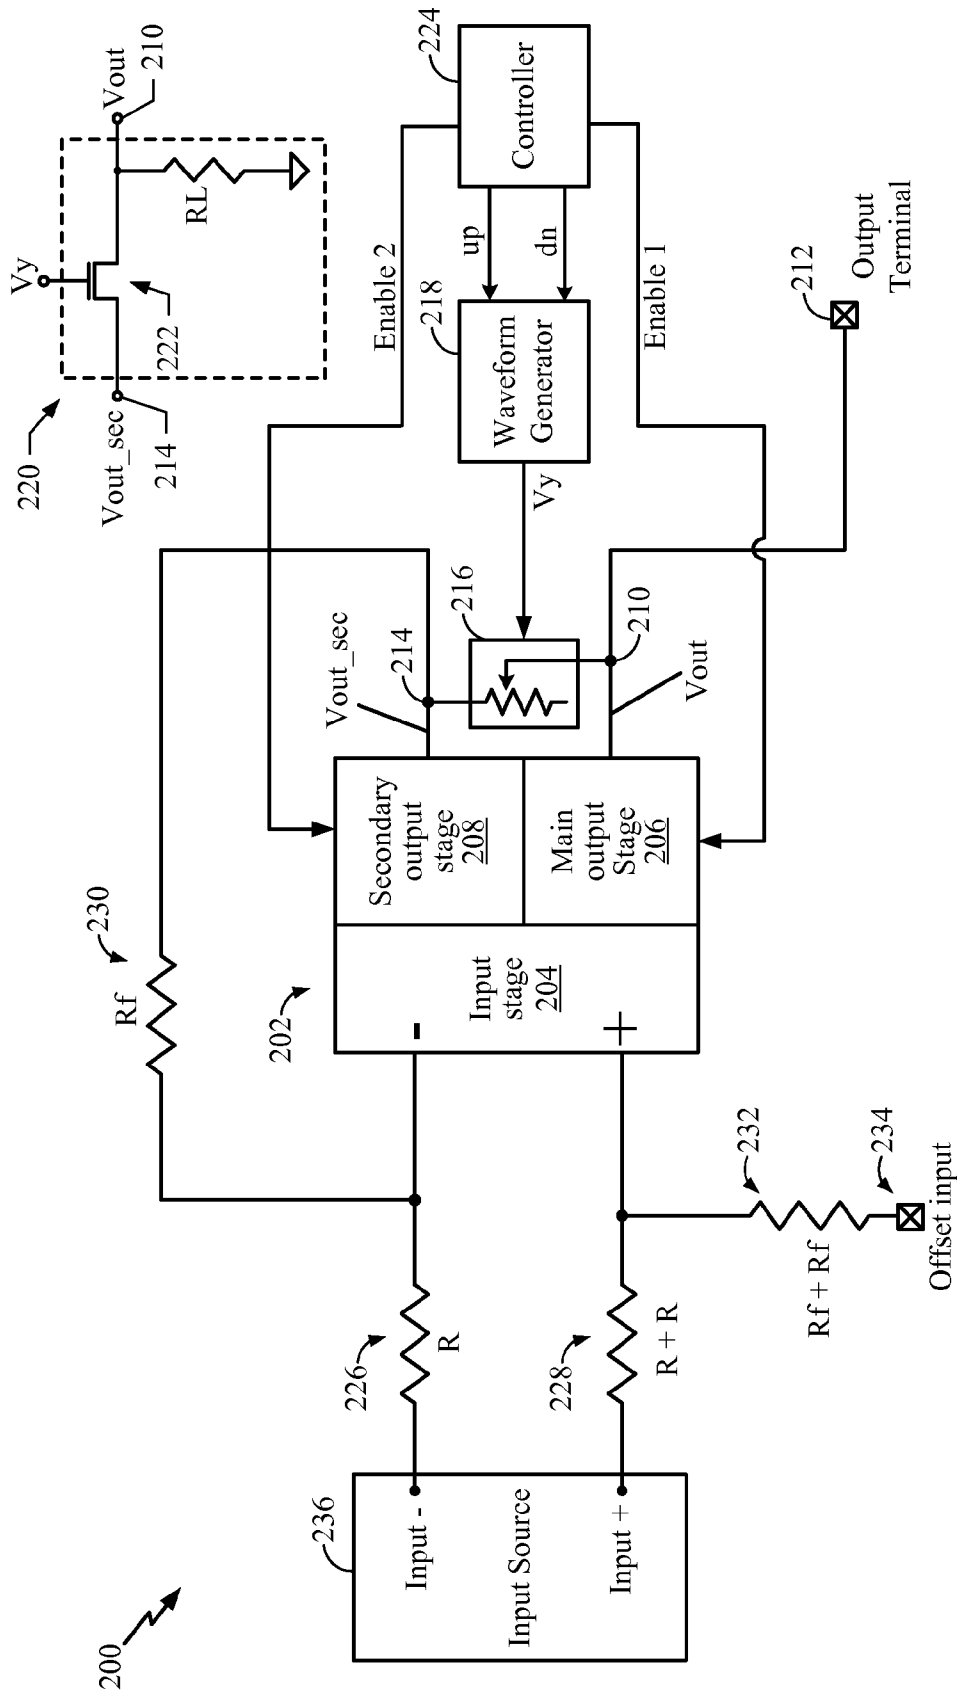 200
236
Input -
Input Source
Input +
226
R
228
R + R
230
Rf
232
Rf + Rf
234
Offset input
202
-
+
Input
stage
204
Secondary
output
stage
208
Main
output
Stage
206
Vout_sec
214
216
210
Vout
Vy
218
Waveform
Generator
up
dn
Enable 2
Enable 1
224
Controller
212
Output
Terminal
220
Vout_sec
214
Vy
222
RL
Vout
210